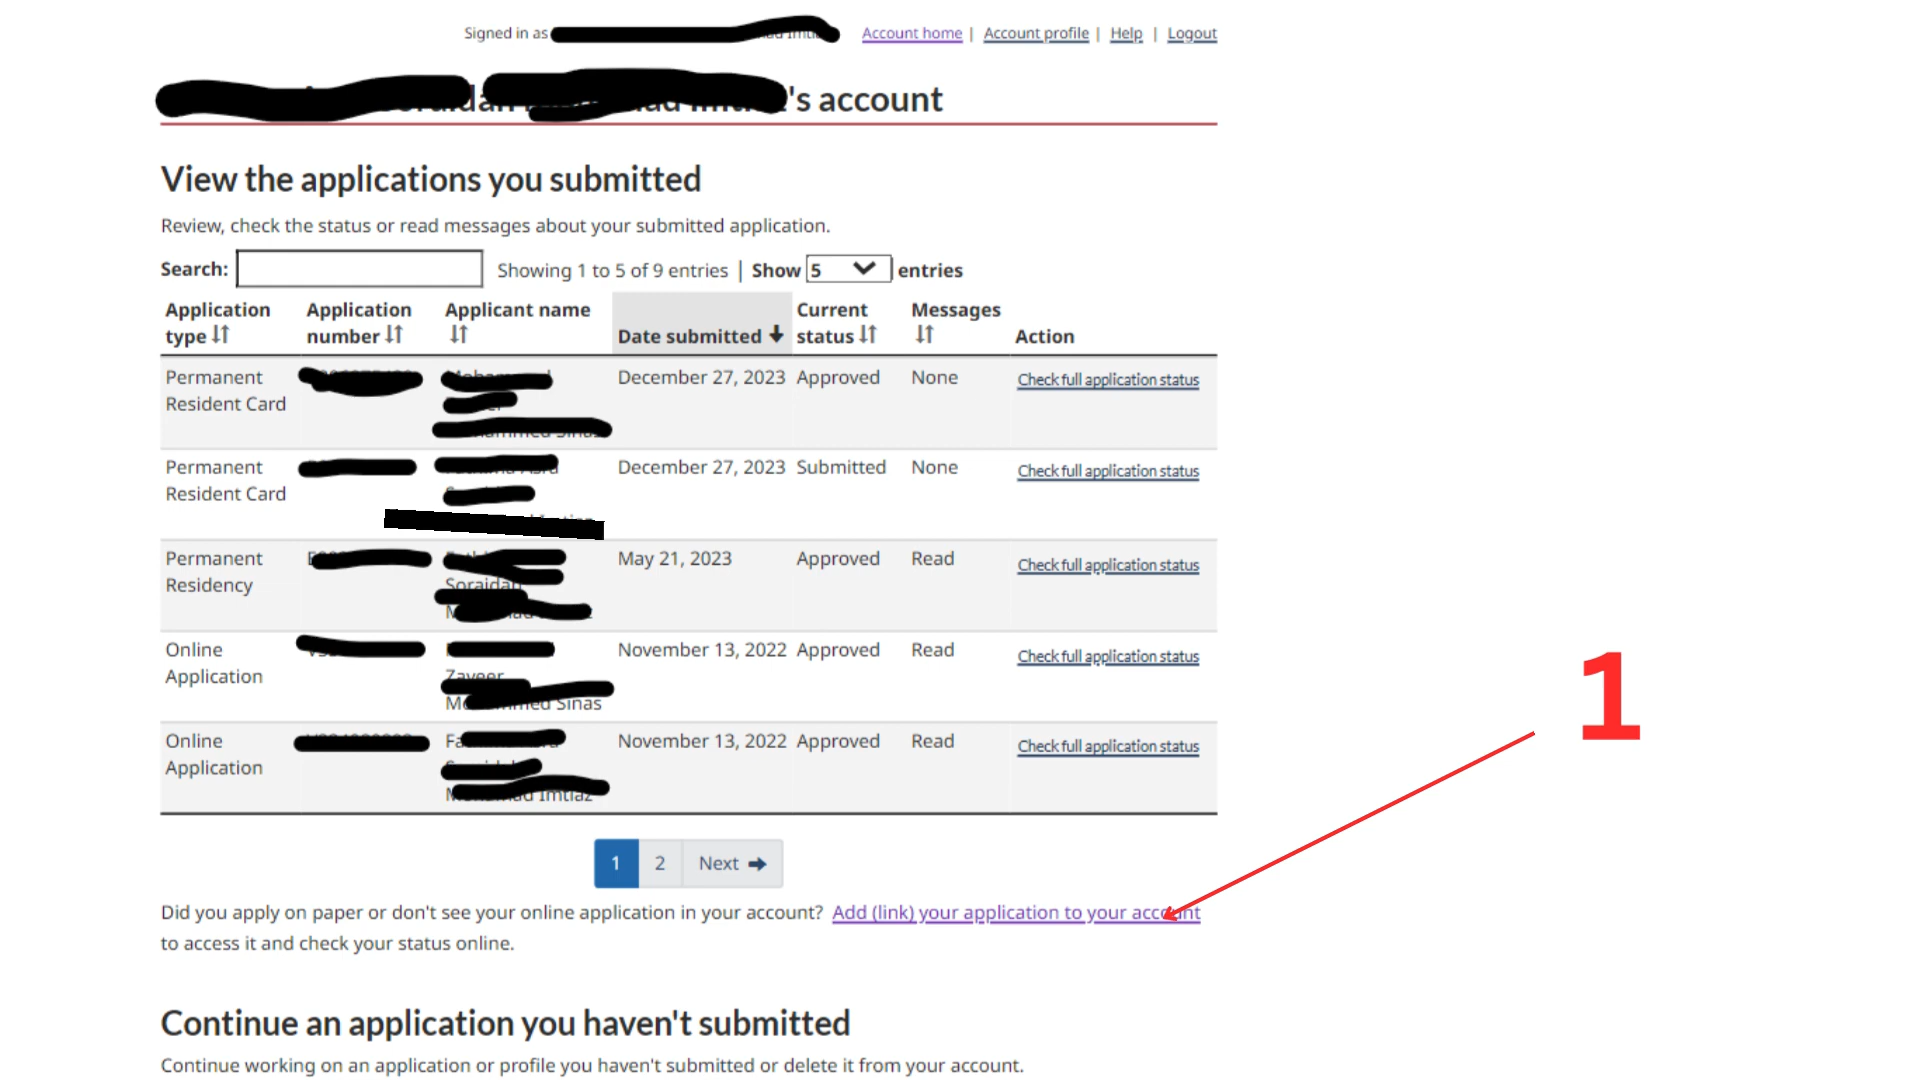 Signed in as
Account home | Account profile | Help | Logout
's account
View the applications you submitted
Review, check the status or read messages about your submitted application.
Search: Showing 1 to 5 of 9 entries | Show 5 entries
Application type Application number Applicant name Date submitted Current status Messages Action
Permanent Resident Card December 27, 2023 Approved None Check full application status
Permanent Resident Card December 27, 2023 Submitted None Check full application status
Permanent Residency May 21, 2023 Approved Read Check full application status
Online Application November 13, 2022 Approved Read Check full application status
Online Application November 13, 2022 Approved Read Check full application status
1 2 Next
Did you apply on paper or don't see your online application in your account? Add (link) your application to your account
to access it and check your status online.
1
Continue an application you haven't submitted
Continue working on an application or profile you haven't submitted or delete it from your account.